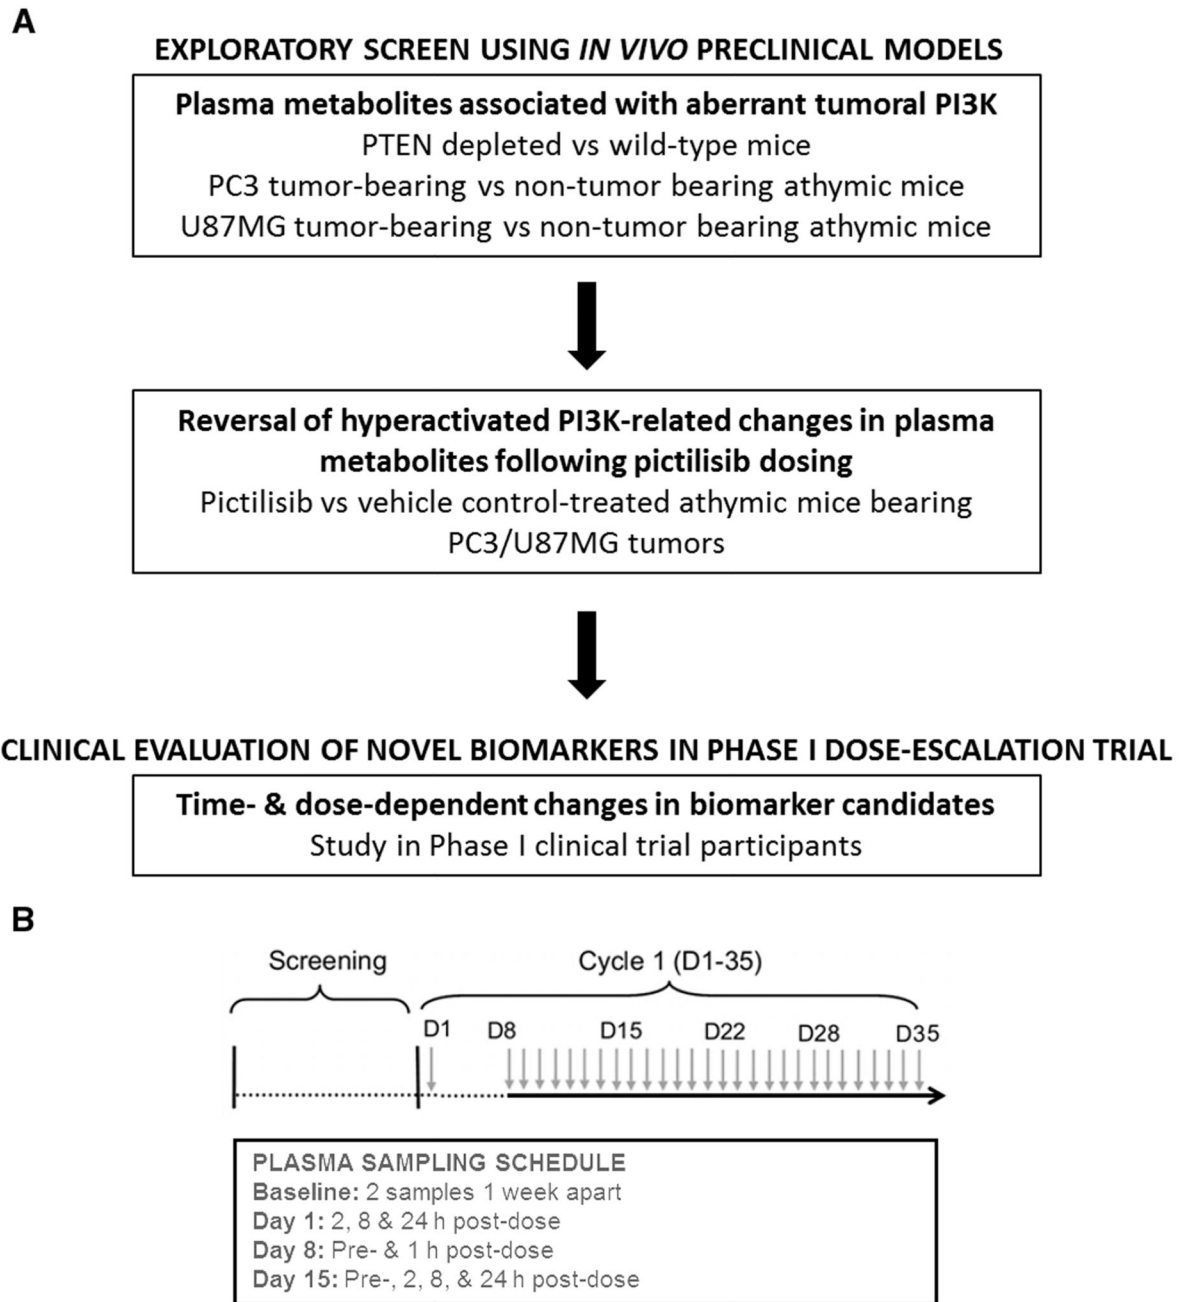 A
EXPLORATORY SCREEN USING IN VIVO PRECLINICAL MODELS
Plasma metabolites associated with aberrant tumoral PI3K
PTEN depleted vs wild-type mice
PC3 tumor-bearing vs non-tumor bearing athymic mice
U87MG tumor-bearing vs non-tumor bearing athymic mice
Reversal of hyperactivated PI3K-related changes in plasma
metabolites following pictilisib dosing
Pictilisib vs vehicle control-treated athymic mice bearing
PC3/U87MG tumors
CLINICAL EVALUATION OF NOVEL BIOMARKERS IN PHASE I DOSE-ESCALATION TRIAL
Time- & dose-dependent changes in biomarker candidates
Study in Phase I clinical trial participants
B
Screening Cycle 1 (D1-35)
D1 D8 D15 D22 D28 D35
PLASMA SAMPLING SCHEDULE
Baseline: 2 samples 1 week apart
Day 1: 2, 8 & 24 h post-dose
Day 8: Pre- & 1 h post-dose
Day 15: Pre-, 2, 8, & 24 h post-dose